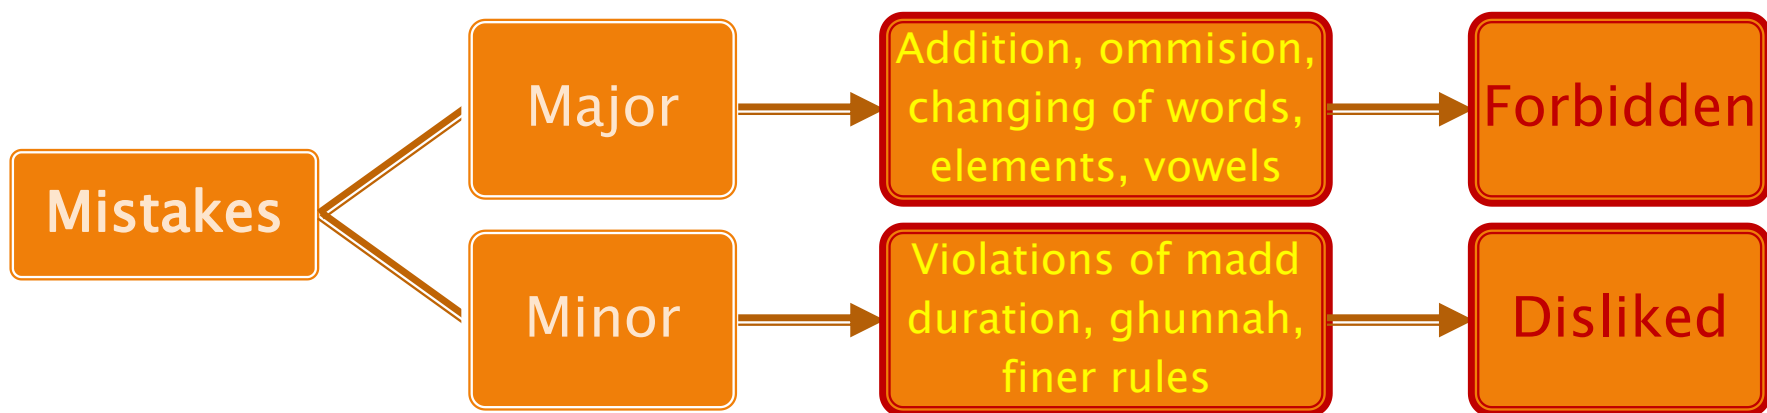 Mistakes
Major
Addition, ommision,
changing of words,
elements, vowels
Forbidden
Minor
Violations of madd
duration, ghunnah,
finer rules
Disliked